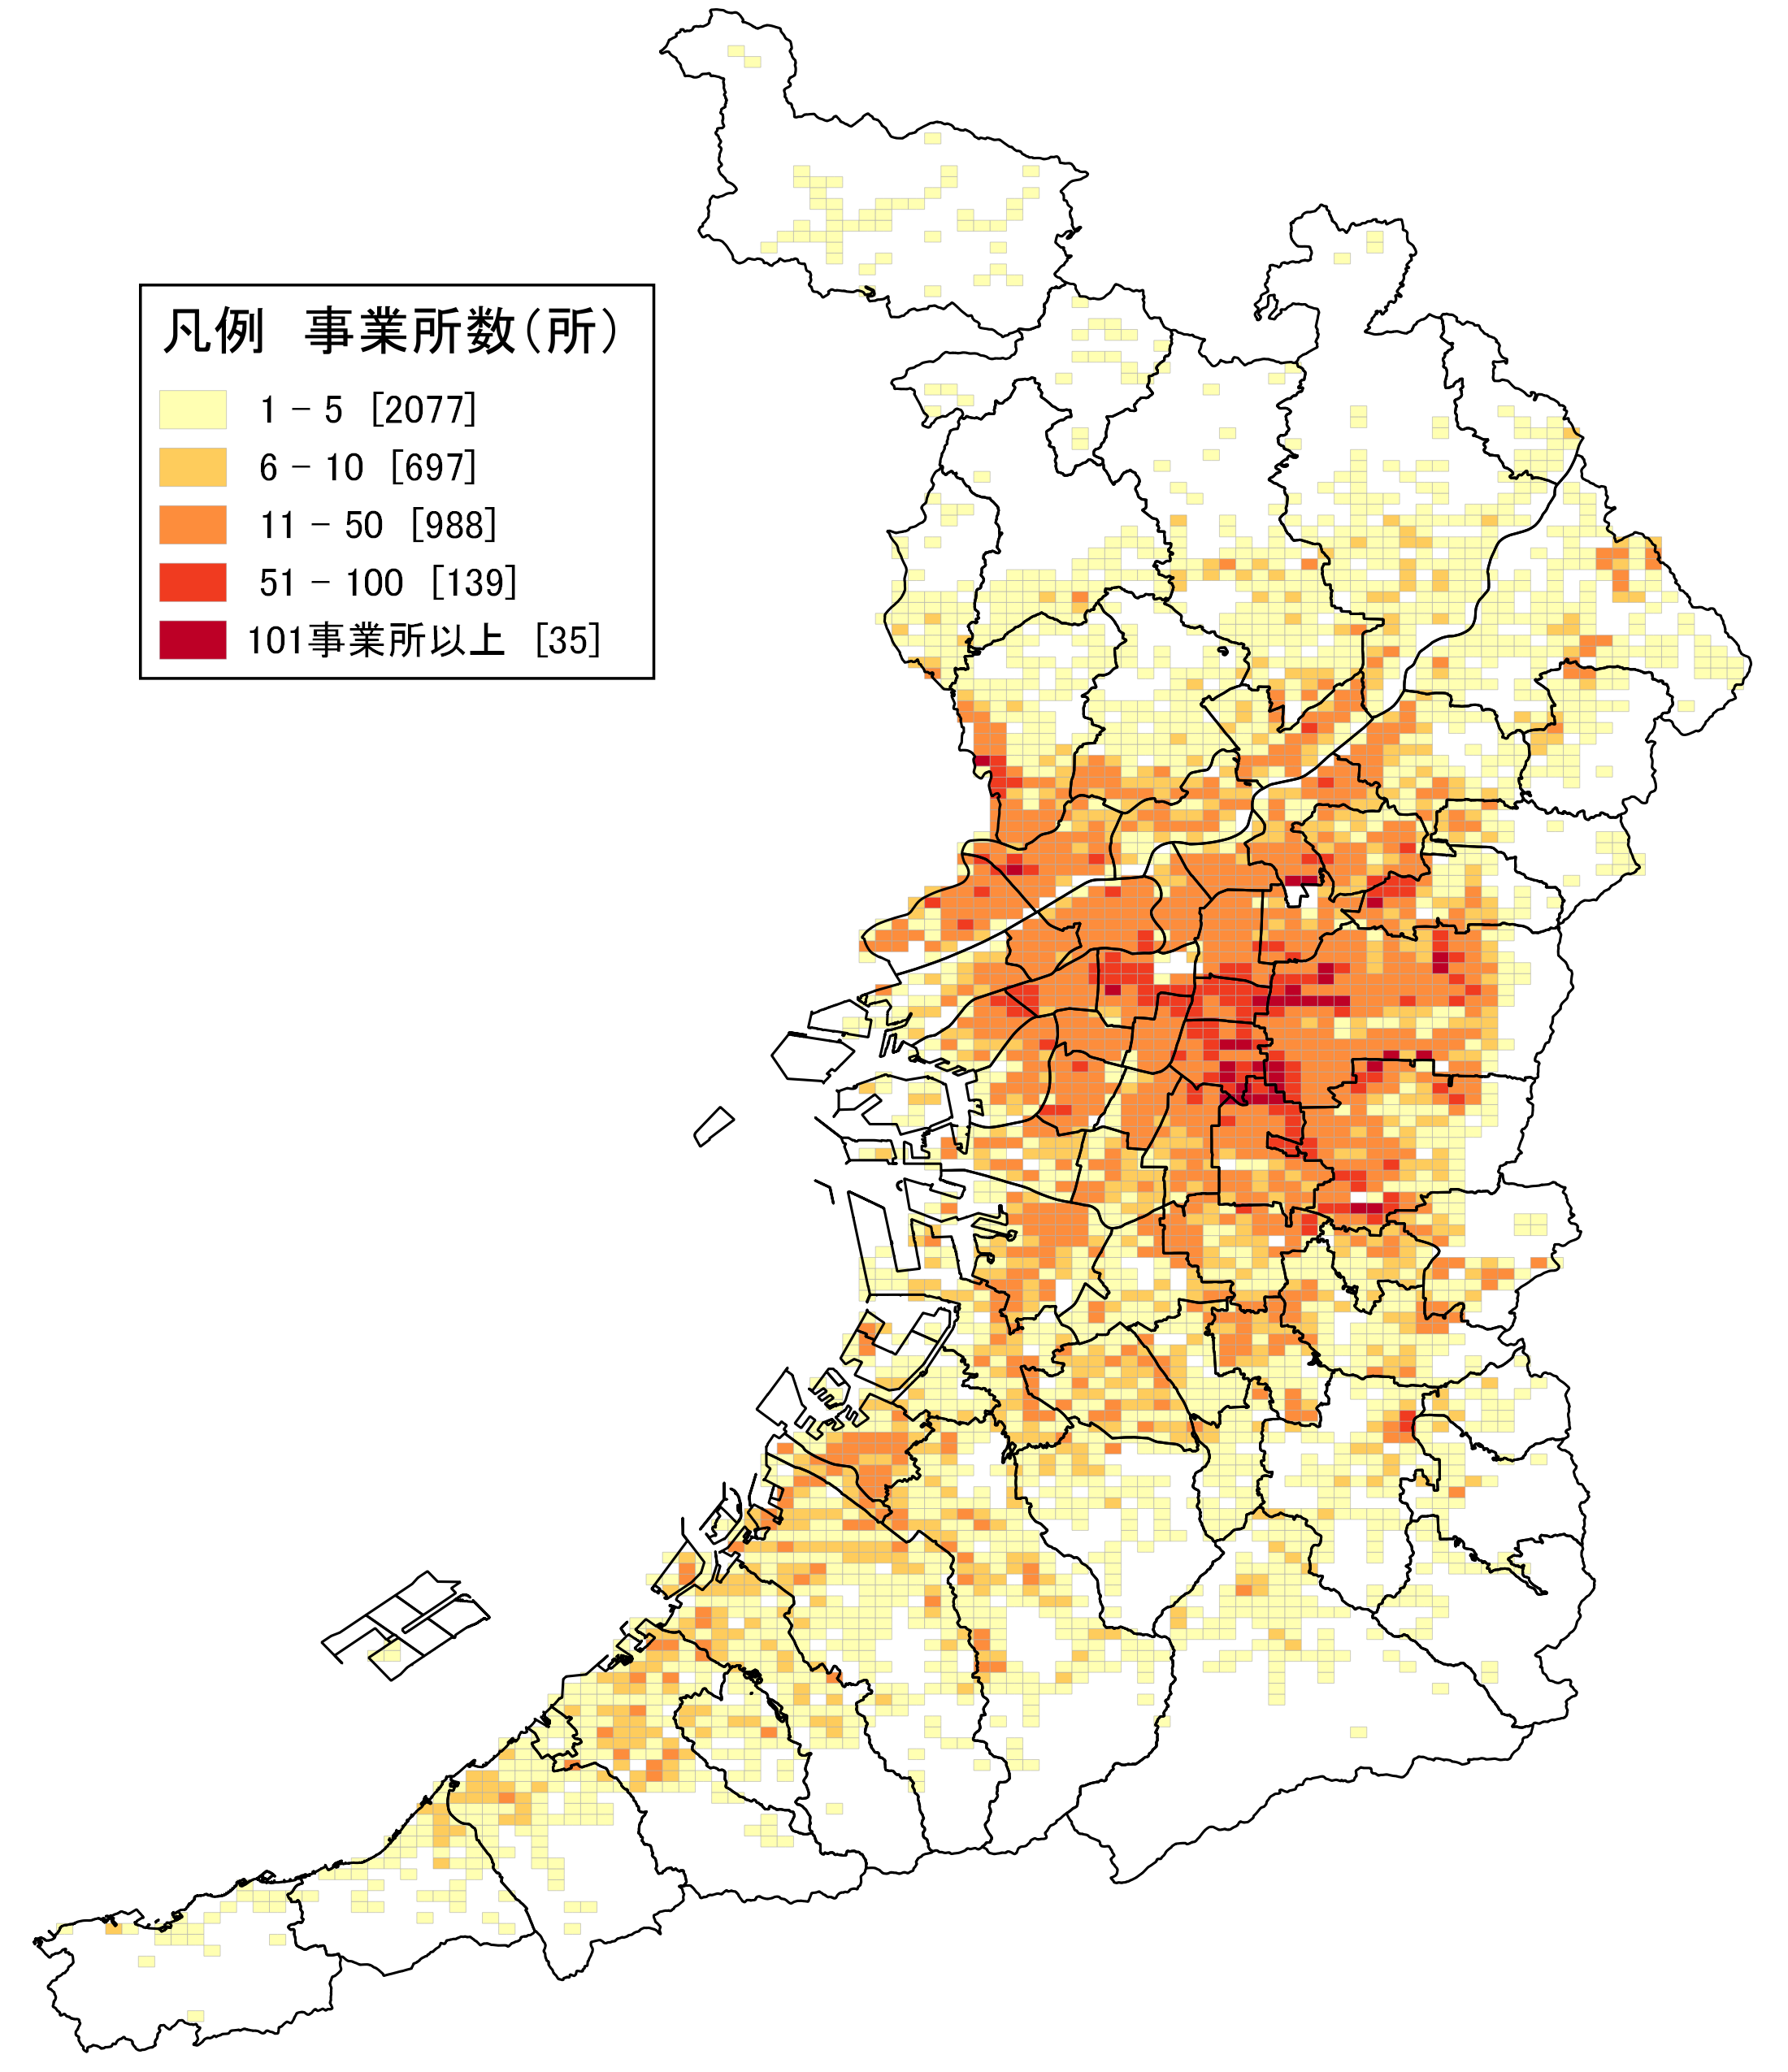 凡例　事業所数（所）
1 － 5 [2077]
6 － 10 [697]
11 － 50 [988]
51 － 100 [139]
101事業所以上 [35]